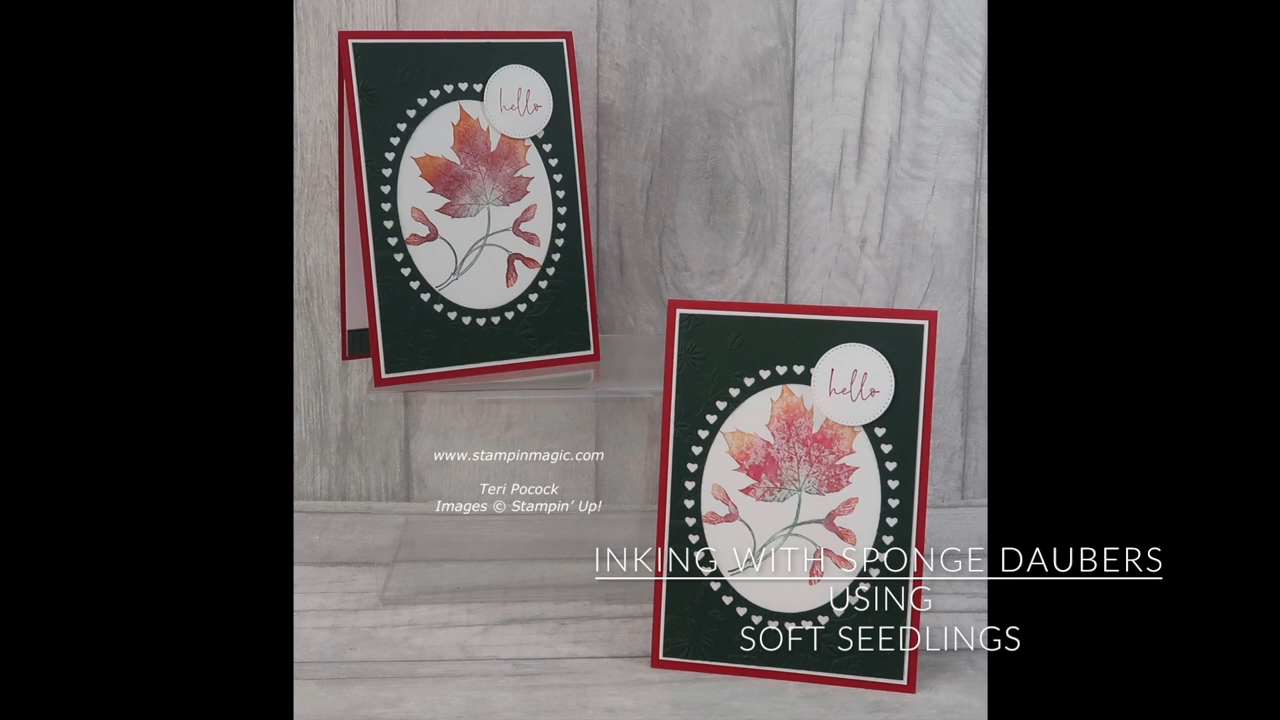 hello
hello
www.stampinmagic.com
Teri Pocock
Images © Stampin’ Up!
INKING WITH SPONGE DAUBERS
USING
SOFT SEEDLINGS